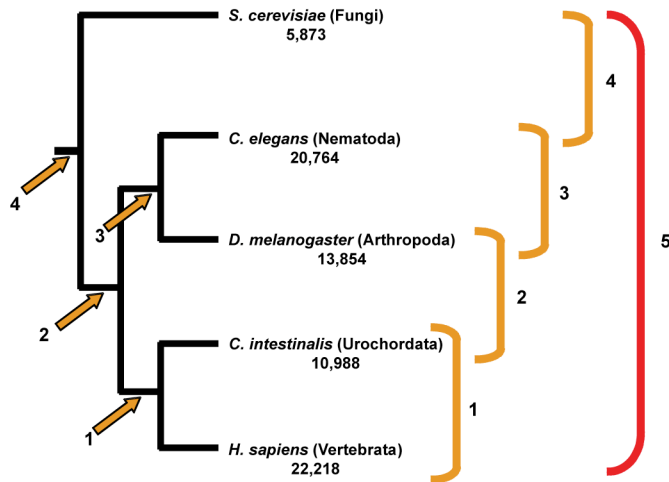 S. cerevisiae (Fungi)
5,873
4
C. elegans (Nematoda)
20,764
3
4
3
5
D. melanogaster (Arthropoda)
13,854
2
2
C. intestinalis (Urochordata)
10,988
1
1
H. sapiens (Vertebrata)
22,218